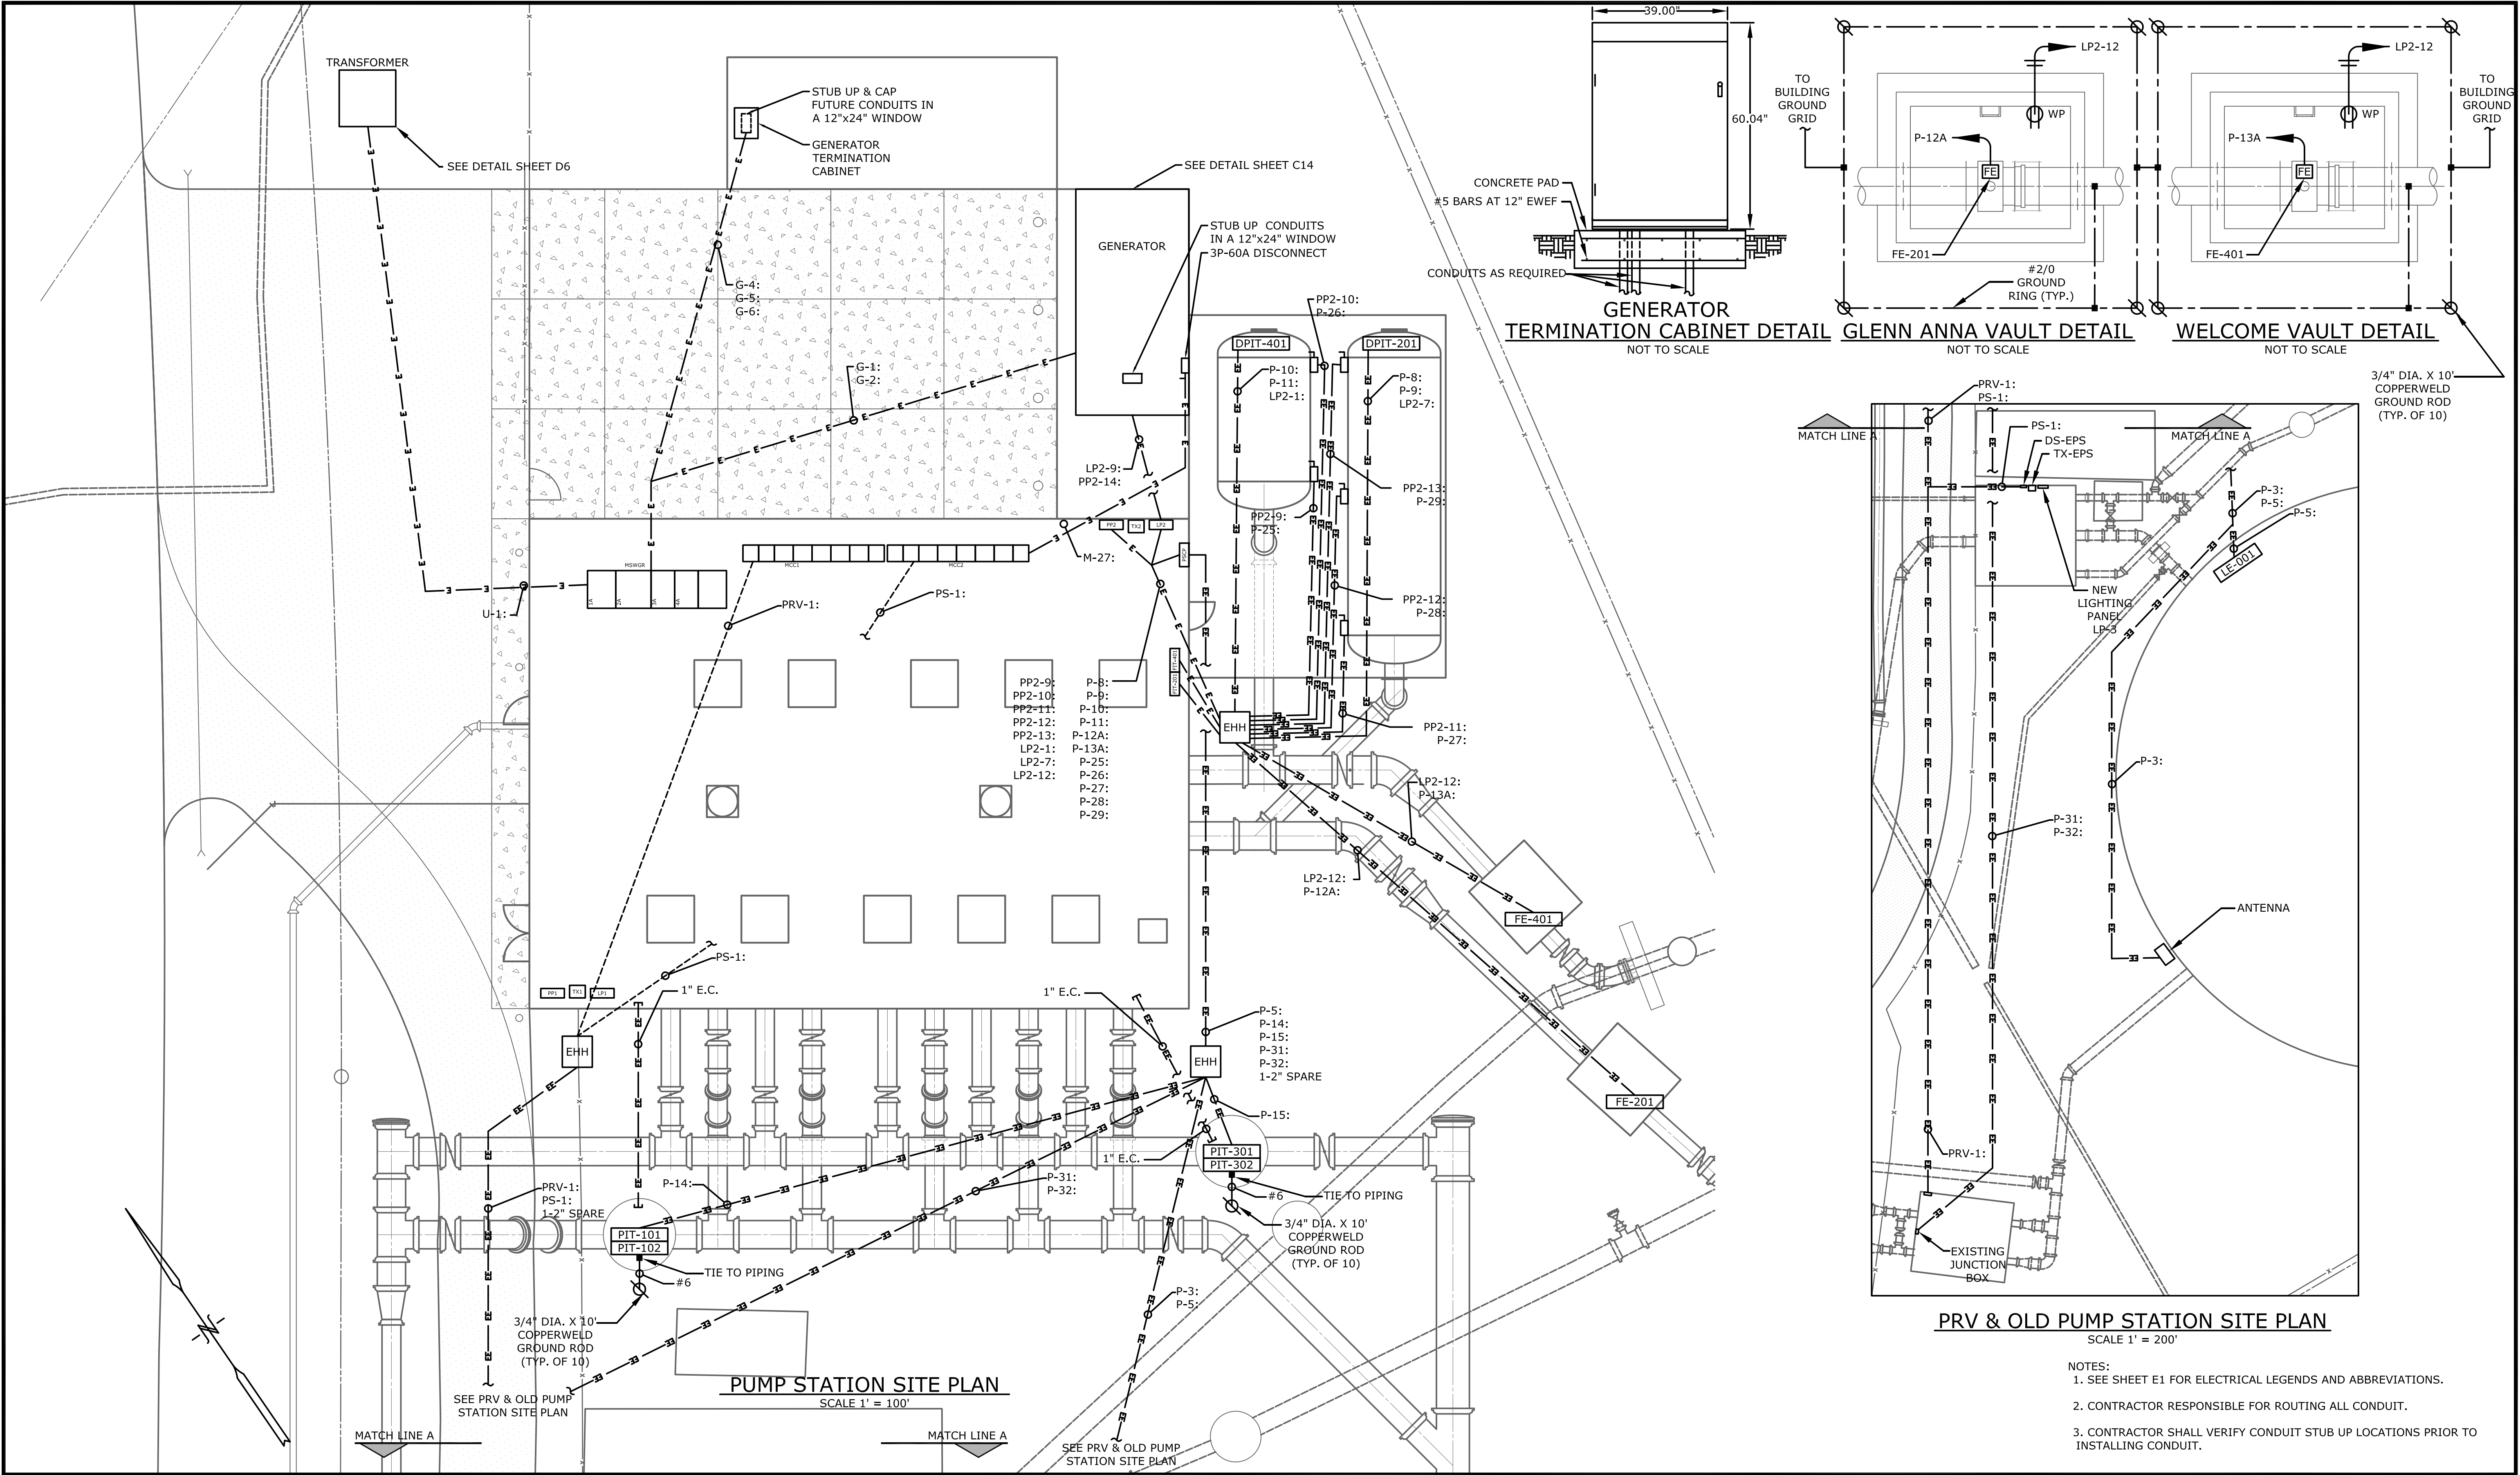 TRANSFORMER
SEE DETAIL SHEET D6
STUB UP & CAP
FUTURE CONDUITS IN
A 12"x24" WINDOW
GENERATOR
TERMINATION
CABINET
SEE DETAIL SHEET C14
GENERATOR
STUB UP CONDUITS
IN A 12"x24" WINDOW
3P-60A DISCONNECT
G-4:
G-5:
G-6:
G-1:
G-2:
LP2-9:
PP2-14:
PP2-10:
P-26:
DPIT-401
DPIT-201
P-10:
P-11:
LP2-1:
P-8:
P-9:
LP2-7:
PP2-13:
P-29:
PP2-9:
P-25:
PP2-12:
P-28:
PP2-11:
P-27:
M-27:
PP2
TX2
LP2
PSCP
MSWGR
1A
2A
3A
4A
MCC1
MCC2
U-1:
PRV-1:
PS-1:
PIT-401
PIT-201
PP2-9:
PP2-10:
PP2-11:
PP2-12:
PP2-13:
LP2-1:
LP2-7:
LP2-12:
P-8:
P-9:
P-10:
P-11:
P-12A:
P-13A:
P-25:
P-26:
P-27:
P-28:
P-29:
EHH
LP2-12:
P-13A:
LP2-12:
P-12A:
FE-401
FE-201
PS-1:
PP1
TX1
LP1
1" E.C.
1" E.C.
EHH
EHH
P-5:
P-14:
P-15:
P-31:
P-32:
1-2" SPARE
P-15:
1" E.C.
PIT-301
PIT-302
#6
TIE TO PIPING
3/4" DIA. X 10'
COPPERWELD
GROUND ROD
(TYP. OF 10)
PRV-1:
PS-1:
1-2" SPARE
P-14:
P-31:
P-32:
PIT-101
PIT-102
TIE TO PIPING
#6
3/4" DIA. X 10'
COPPERWELD
GROUND ROD
(TYP. OF 10)
P-3:
P-5:
SEE PRV & OLD PUMP
STATION SITE PLAN
PUMP STATION SITE PLAN
SCALE 1' = 100'
MATCH LINE A
MATCH LINE A
SEE PRV & OLD PUMP
STATION SITE PLAN
39.00"
60.04"
CONCRETE PAD
#5 BARS AT 12" EWEF
CONDUITS AS REQUIRED
GENERATOR
TERMINATION CABINET DETAIL
NOT TO SCALE
TO
BUILDING
GROUND
GRID
LP2-12
WP
P-12A
FE
FE-201
#2/0
GROUND
RING (TYP.)
GLENN ANNA VAULT DETAIL
NOT TO SCALE
LP2-12
WP
P-13A
FE
FE-401
TO
BUILDING
GROUND
GRID
WELCOME VAULT DETAIL
NOT TO SCALE
3/4" DIA. X 10'
COPPERWELD
GROUND ROD
(TYP. OF 10)
PRV-1:
PS-1:
MATCH LINE A
MATCH LINE A
PS-1:
DS-EPS
TX-EPS
P-3:
P-5:
P-5:
LE-001
NEW
LIGHTING
PANEL
LP-3
P-3:
P-31:
P-32:
ANTENNA
PRV-1:
EXISTING
JUNCTION
BOX
PRV & OLD PUMP STATION SITE PLAN
SCALE 1' = 200'
NOTES:
1. SEE SHEET E1 FOR ELECTRICAL LEGENDS AND ABBREVIATIONS.
2. CONTRACTOR RESPONSIBLE FOR ROUTING ALL CONDUIT.
3. CONTRACTOR SHALL VERIFY CONDUIT STUB UP LOCATIONS PRIOR TO
INSTALLING CONDUIT.